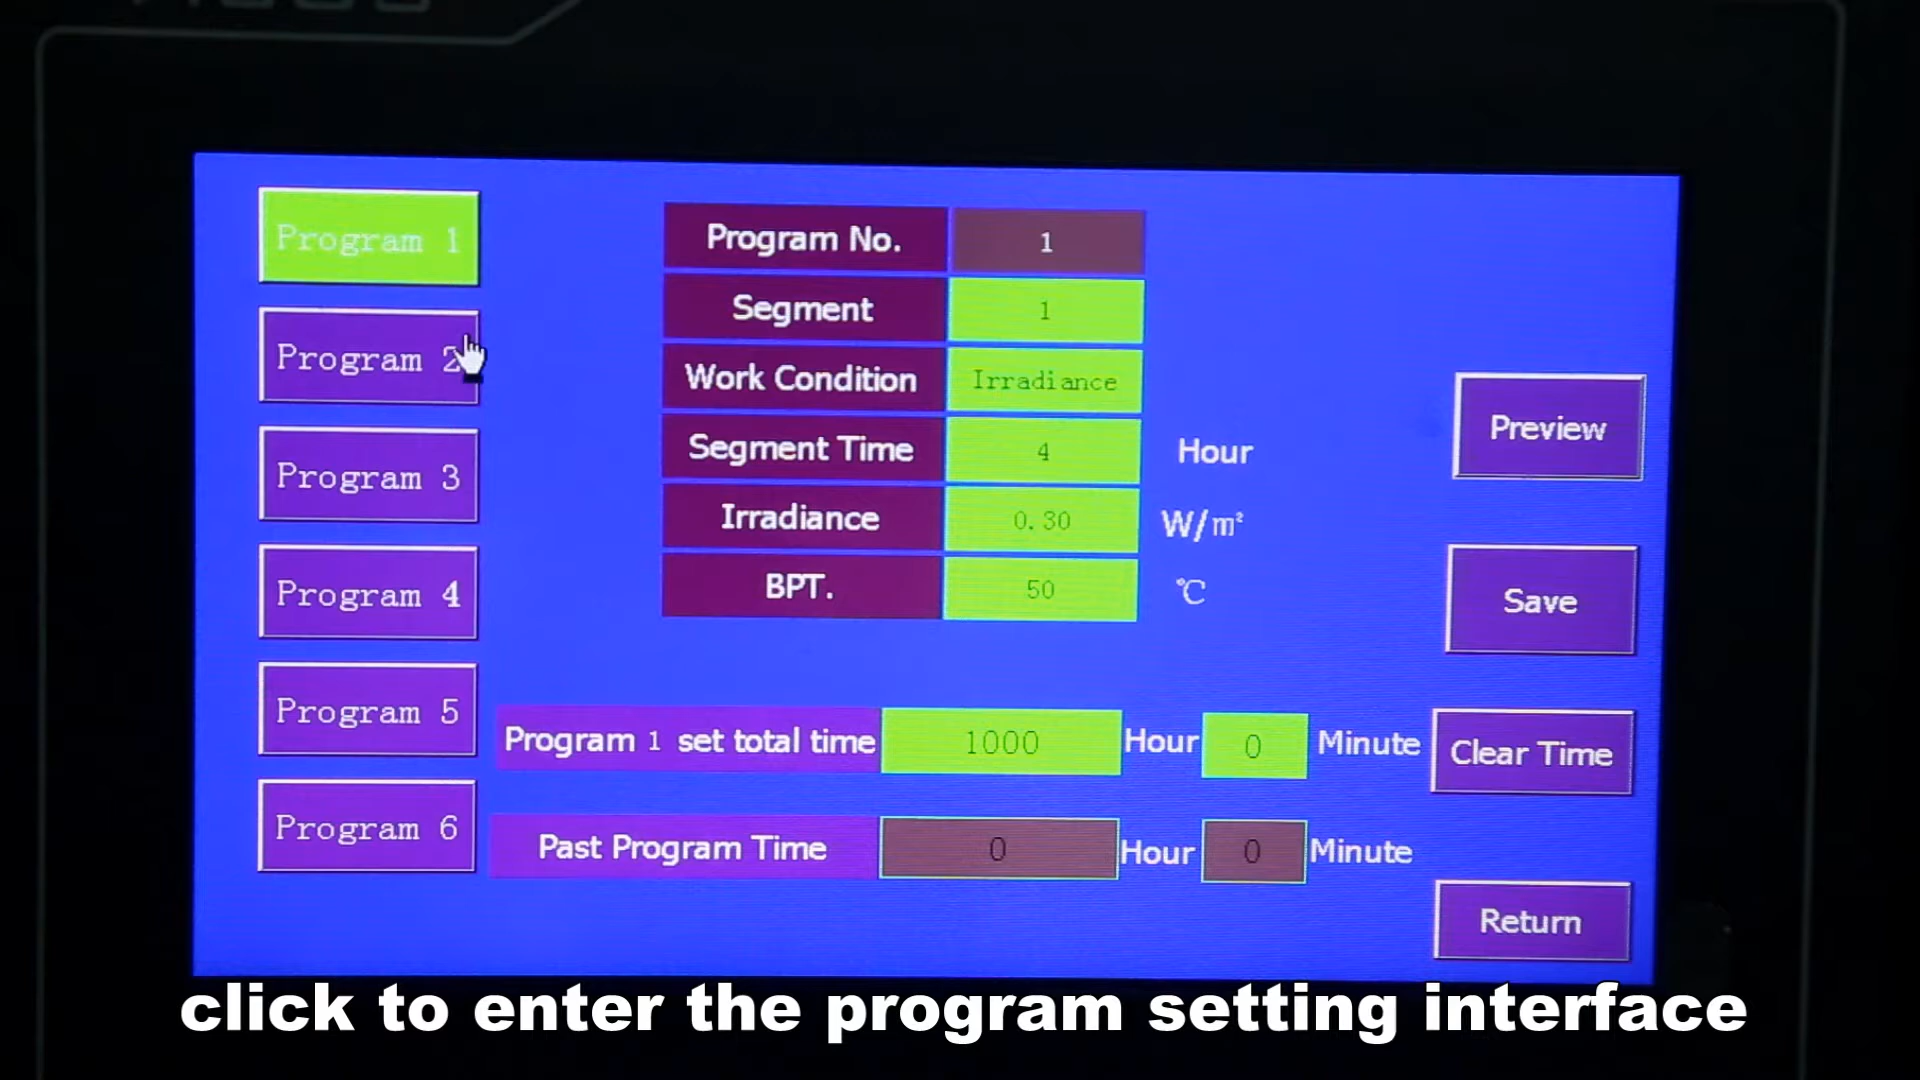 Program 1
Program 2
Program 3
Program 4
Program 5
Program 6
Program No. 1
Segment 1
Work Condition Irradiance
Segment Time 4 Hour
Irradiance 0.30 W/m²
BPT. 50 ℃
Program 1 set total time 1000 Hour 0 Minute
Past Program Time 0 Hour 0 Minute
Preview
Save
Clear Time
Return
click to enter the program setting interface